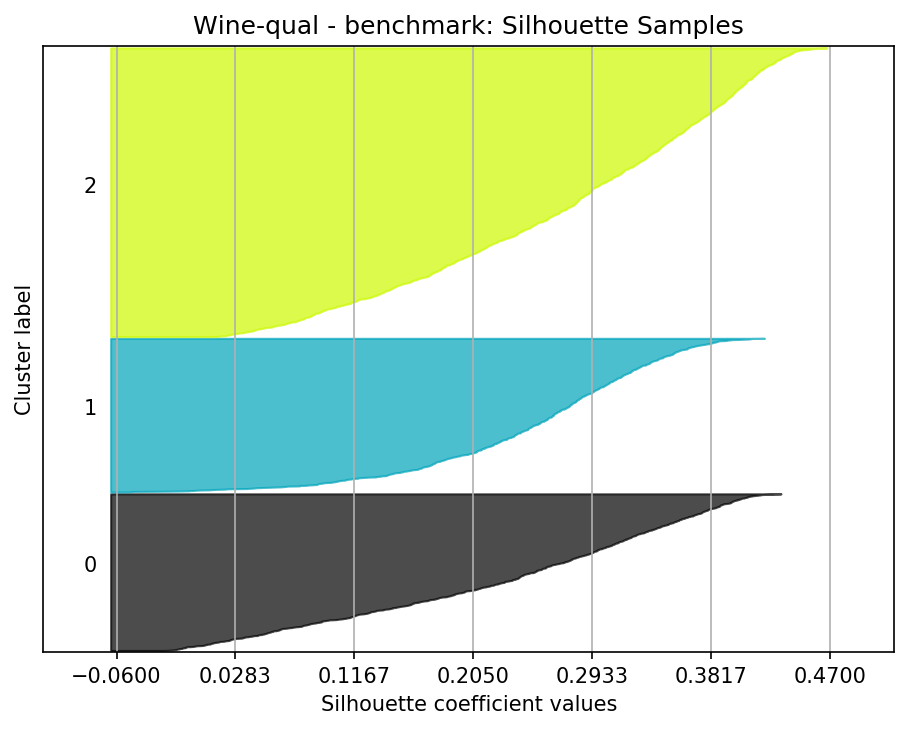 Wine-qual - benchmark: Silhouette Samples
2
1
0
Cluster label
−0.0600 0.0283 0.1167 0.2050 0.2933 0.3817 0.4700
Silhouette coefficient values